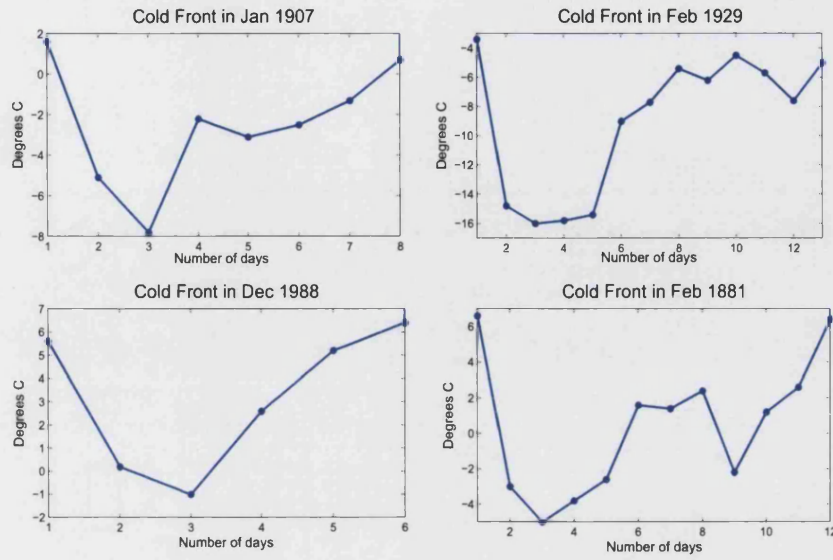 Cold Front in Jan 1907
2
0
−2
−4
−6
−8
Degrees C
1 2 3 4 5 6 7 8
Number of days
Cold Front in Feb 1929
−4
−6
−8
−10
−12
−14
−16
Degrees C
2 4 6 8 10 12
Number of days
Cold Front in Dec 1988
7
6
5
4
3
2
1
0
−1
−2
Degrees C
1 2 3 4 5 6
Number of days
Cold Front in Feb 1881
6
4
2
0
−2
−4
Degrees C
2 4 6 8 10 12
Number of days